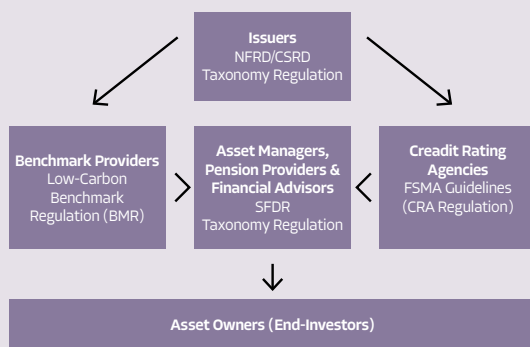 Issuers
NFRD/CSRD
Taxonomy Regulation
Benchmark Providers
Low-Carbon
Benchmark
Regulation (BMR)
Asset Managers,
Pension Providers &
Financial Advisors
SFDR
Taxonomy Regulation
Creadit Rating
Agencies
FSMA Guidelines
(CRA Regulation)
Asset Owners (End-Investors)